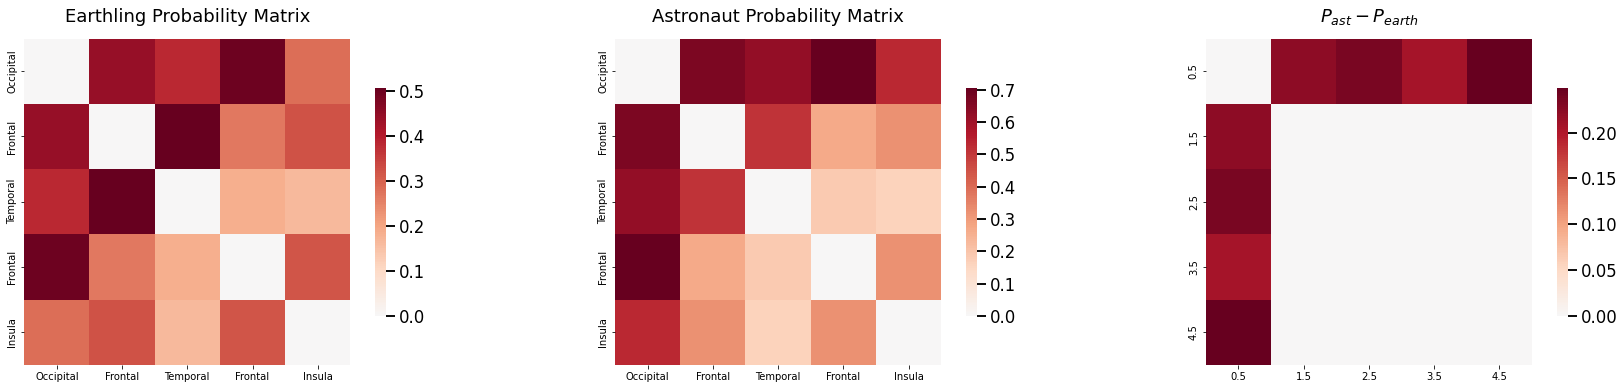 Earthling Probability Matrix
Occipital
Frontal
Temporal
Frontal
Insula
Occipital Frontal Temporal Frontal Insula
0.5
0.4
0.3
0.2
0.1
0.0
Astronaut Probability Matrix
Occipital
Frontal
Temporal
Frontal
Insula
Occipital Frontal Temporal Frontal Insula
0.7
0.6
0.5
0.4
0.3
0.2
0.1
0.0
P_{ast} − P_{earth}
0.5
1.5
2.5
3.5
4.5
0.5 1.5 2.5 3.5 4.5
0.20
0.15
0.10
0.05
0.00